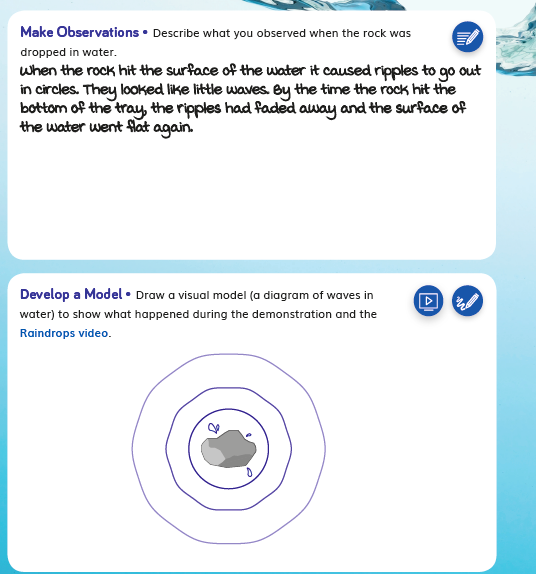 Make Observations • Describe what you observed when the rock was
dropped in water.
When the rock hit the surface of the water it caused ripples to go out
in circles. They looked like little waves. By the time the rock hit the
bottom of the tray, the ripples had faded away and the surface of
the water went flat again.
Develop a Model • Draw a visual model (a diagram of waves in
water) to show what happened during the demonstration and the
Raindrops video.